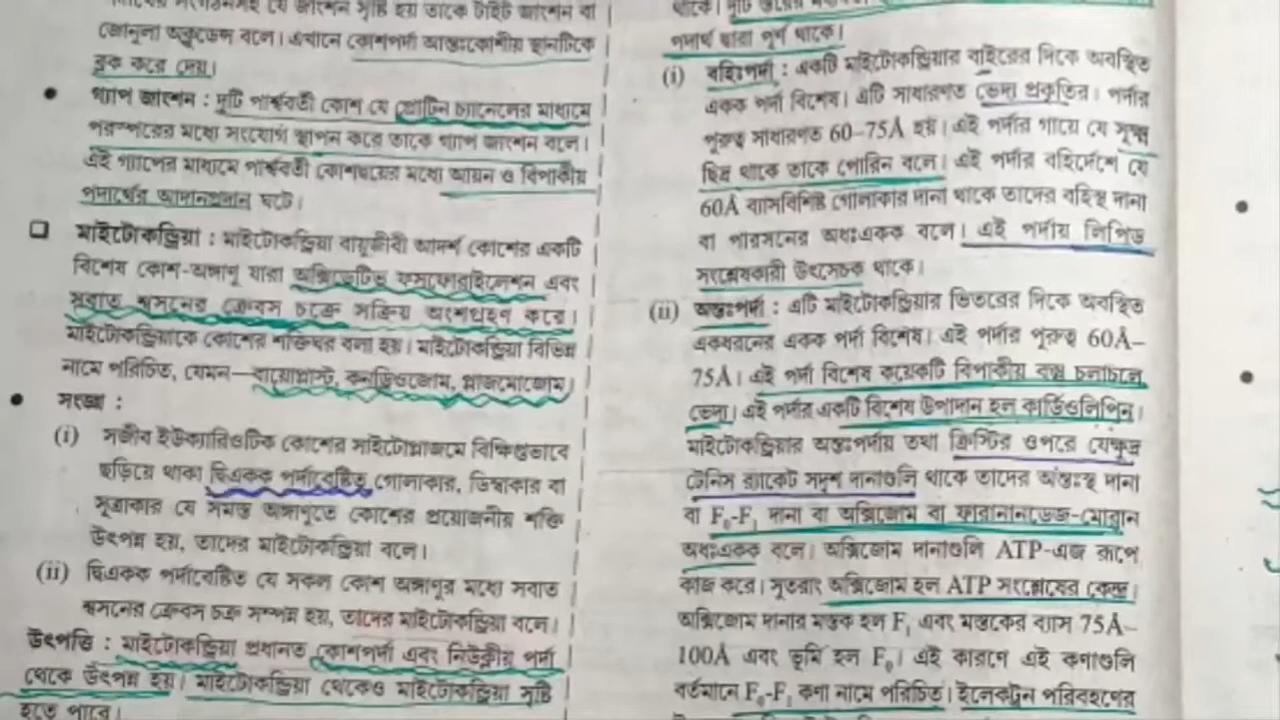 সংগঠনসহ যে জাংশন সৃষ্টি হয় তাকে টাইট জাংশন বা
জোনুলা অক্লুডেন্স বলে। এখানে কোশপর্দা আন্তঃকোশীয় স্থানটিকে
ব্লক করে দেয়।
• গ্যাপ জাংশন : দুটি পার্শ্ববর্তী কোশ যে প্রোটিন চ্যানেলের মাধ্যমে
পরস্পরের মধ্যে সংযোগ স্থাপন করে তাকে গ্যাপ জাংশন বলে।
এই গ্যাপের মাধ্যমে পার্শ্ববর্তী কোশদ্বয়ের মধ্যে আয়ন ও বিপাকীয়
পদার্থের আদানপ্রদান ঘটে।
❑ মাইটোকন্ড্রিয়া : মাইটোকন্ড্রিয়া বায়ুজীবী আদর্শ কোশের একটি
বিশেষ কোশ-অঙ্গাণু যারা অক্সিডেটিভ ফসফোরাইলেশন এবং
সবাত শ্বসনের ক্রেবস চক্রে সক্রিয় অংশগ্রহণ করে।
মাইটোকন্ড্রিয়াকে কোশের শক্তিঘর বলা হয়। মাইটোকন্ড্রিয়া বিভিন্ন
নামে পরিচিত, যেমন—বায়োপ্লাস্ট, কনড্রিওজোম, প্লাজমোজোম।
• সংজ্ঞা :
(i) সজীব ইউক্যারিওটিক কোশের সাইটোপ্লাজমে বিক্ষিপ্তভাবে
ছড়িয়ে থাকা দ্বিএকক পর্দাবেষ্টিত গোলাকার, ডিম্বাকার বা
সূত্রাকার যে সমস্ত অঙ্গাণুতে কোশের প্রয়োজনীয় শক্তি
উৎপন্ন হয়, তাদের মাইটোকন্ড্রিয়া বলে।
(ii) দ্বিএকক পর্দাবেষ্টিত যে সকল কোশ অঙ্গাণুর মধ্যে সবাত
শ্বসনের ক্রেবস চক্র সম্পন্ন হয়, তাদের মাইটোকন্ড্রিয়া বলে।
উৎপত্তি : মাইটোকন্ড্রিয়া প্রধানত কোশপর্দা এবং নিউক্লীয় পর্দা
থেকে উৎপন্ন হয়। মাইটোকন্ড্রিয়া থেকেও মাইটোকন্ড্রিয়া সৃষ্টি
হতে পারে।
থাকে। দুটি স্তরের
পদার্থ দ্বারা পূর্ণ থাকে।
(i) বহিঃপর্দা : একটি মাইটোকন্ড্রিয়ার বাইরের দিকে অবস্থিত
একক পর্দা বিশেষ। এটি সাধারণত ভেদ্য প্রকৃতির। পর্দার
পুরুত্ব সাধারণত 60–75Å হয়। এই পর্দার গায়ে যে সূক্ষ্ম
ছিদ্র থাকে তাকে পোরিন বলে। এই পর্দার বহির্দেশে যে
60Å ব্যাসবিশিষ্ট গোলাকার দানা থাকে তাদের বহিস্থ দানা
বা পারসনের অধঃএকক বলে। এই পর্দায় লিপিড
সংশ্লেষকারী উৎসেচক থাকে।
(ii) অন্তঃপর্দা : এটি মাইটোকন্ড্রিয়ার ভিতরের দিকে অবস্থিত
একধরনের একক পর্দা বিশেষ। এই পর্দার পুরুত্ব 60Å–
75Å। এই পর্দা বিশেষ কয়েকটি বিপাকীয় বস্তু চলাচলে
ভেদ্য। এই পর্দার একটি বিশেষ উপাদান হল কার্ডিওলিপিন।
মাইটোকন্ড্রিয়ার অন্তঃপর্দায় তথা ক্রিস্টির ওপরে যেক্ষুদ্র
টেনিস র‍্যাকেট সদৃশ দানাগুলি থাকে তাদের অন্তঃস্থ দানা
বা F₀-F₁ দানা বা অক্সিজোম বা ফারনানডেজ-মোরান
অধঃএকক বলে। অক্সিজোম দানাগুলি ATP-এজ রূপে
কাজ করে। সুতরাং অক্সিজোম হল ATP সংশ্লেষের কেন্দ্র।
অক্সিজোম দানার মস্তক হল F₁ এবং মস্তকের ব্যাস 75Å–
100Å এবং ভূমি হল F₀। এই কারণে এই কণাগুলি
বর্তমানে F₀-F₁ কণা নামে পরিচিত। ইলেকট্রন পরিবহণের